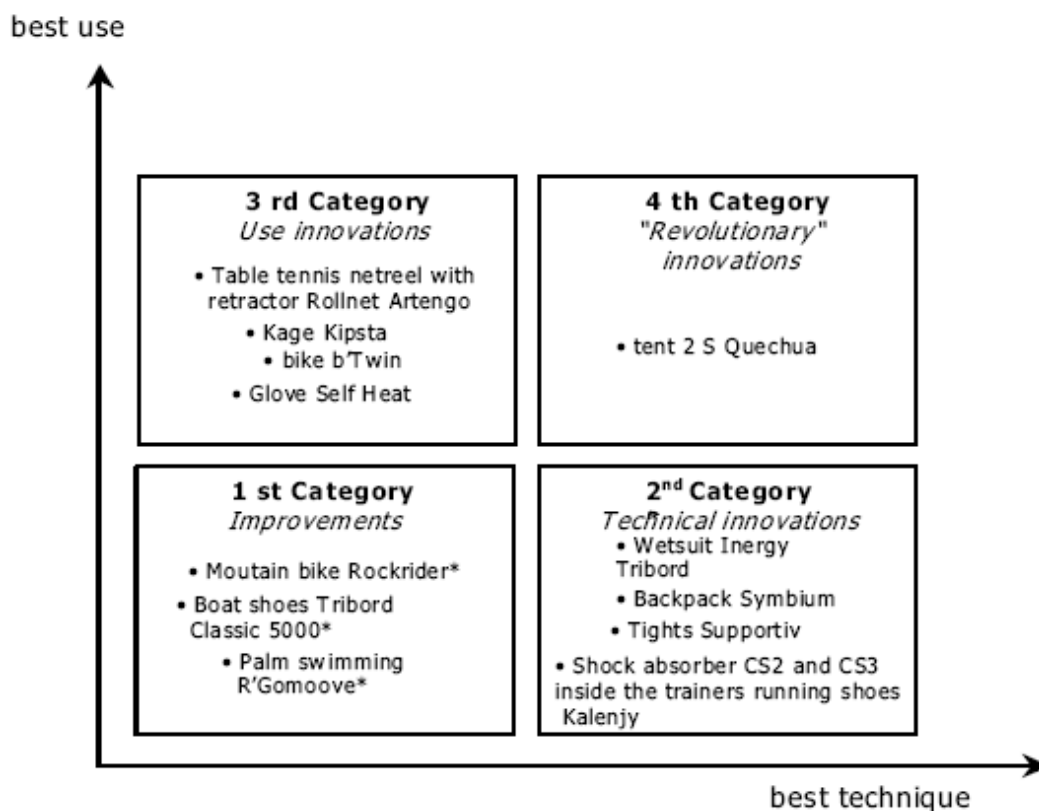 best use
3 rd Category
Use innovations
• Table tennis netreel with
retractor Rollnet Artengo
• Kage Kipsta
• bike b'Twin
• Glove Self Heat
4 th Category
"Revolutionary"
innovations
• tent 2 S Quechua
1 st Category
Improvements
• Moutain bike Rockrider*
• Boat shoes Tribord
Classic 5000*
• Palm swimming
R'Gomoove*
2nd Category
Technical innovations
• Wetsuit Inergy
Tribord
• Backpack Symbium
• Tights Supportiv
• Shock absorber CS2 and CS3
inside the trainers running shoes
Kalenjy
best technique